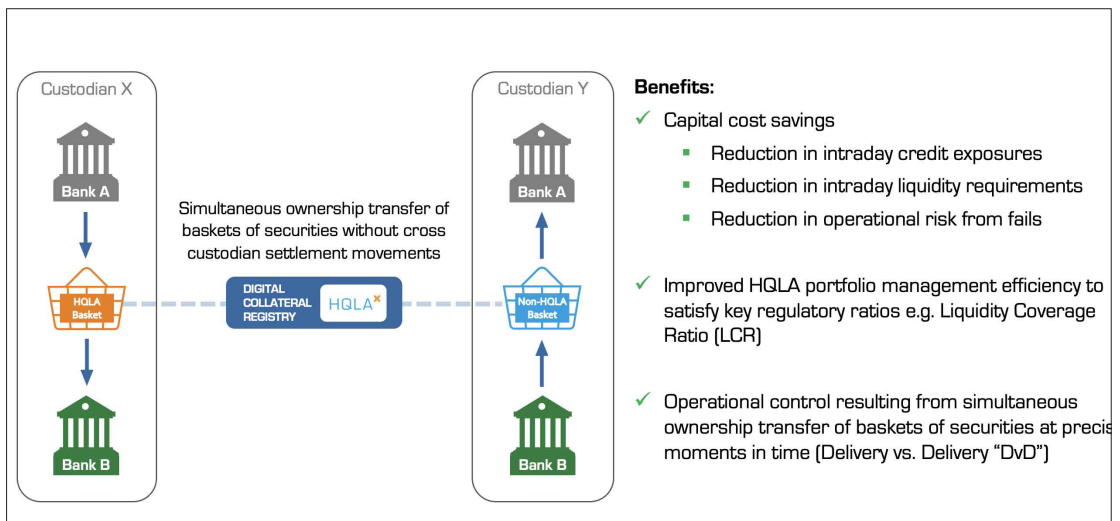 Custodian X
Bank A
HQLA
Basket
Bank B
Simultaneous ownership transfer of
baskets of securities without cross
custodian settlement movements
DIGITAL
COLLATERAL
REGISTRY
HQLAx
Custodian Y
Bank A
Non-HQLA
Basket
Bank B
Benefits:
✓ Capital cost savings
▪ Reduction in intraday credit exposures
▪ Reduction in intraday liquidity requirements
▪ Reduction in operational risk from fails
✓ Improved HQLA portfolio management efficiency to
satisfy key regulatory ratios e.g. Liquidity Coverage
Ratio (LCR)
✓ Operational control resulting from simultaneous
ownership transfer of baskets of securities at precis
moments in time (Delivery vs. Delivery “DvD”)